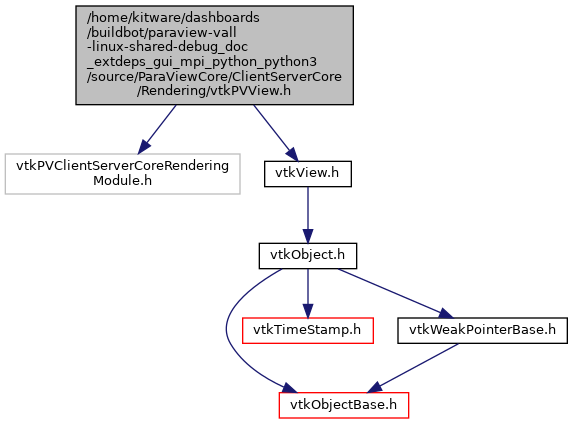 /home/kitware/dashboards
/buildbot/paraview-vall
-linux-shared-debug_doc
_extdeps_gui_mpi_python_python3
/source/ParaViewCore/ClientServerCore
/Rendering/vtkPVView.h
vtkPVClientServerCoreRendering
Module.h
vtkView.h
vtkObject.h
vtkTimeStamp.h
vtkWeakPointerBase.h
vtkObjectBase.h